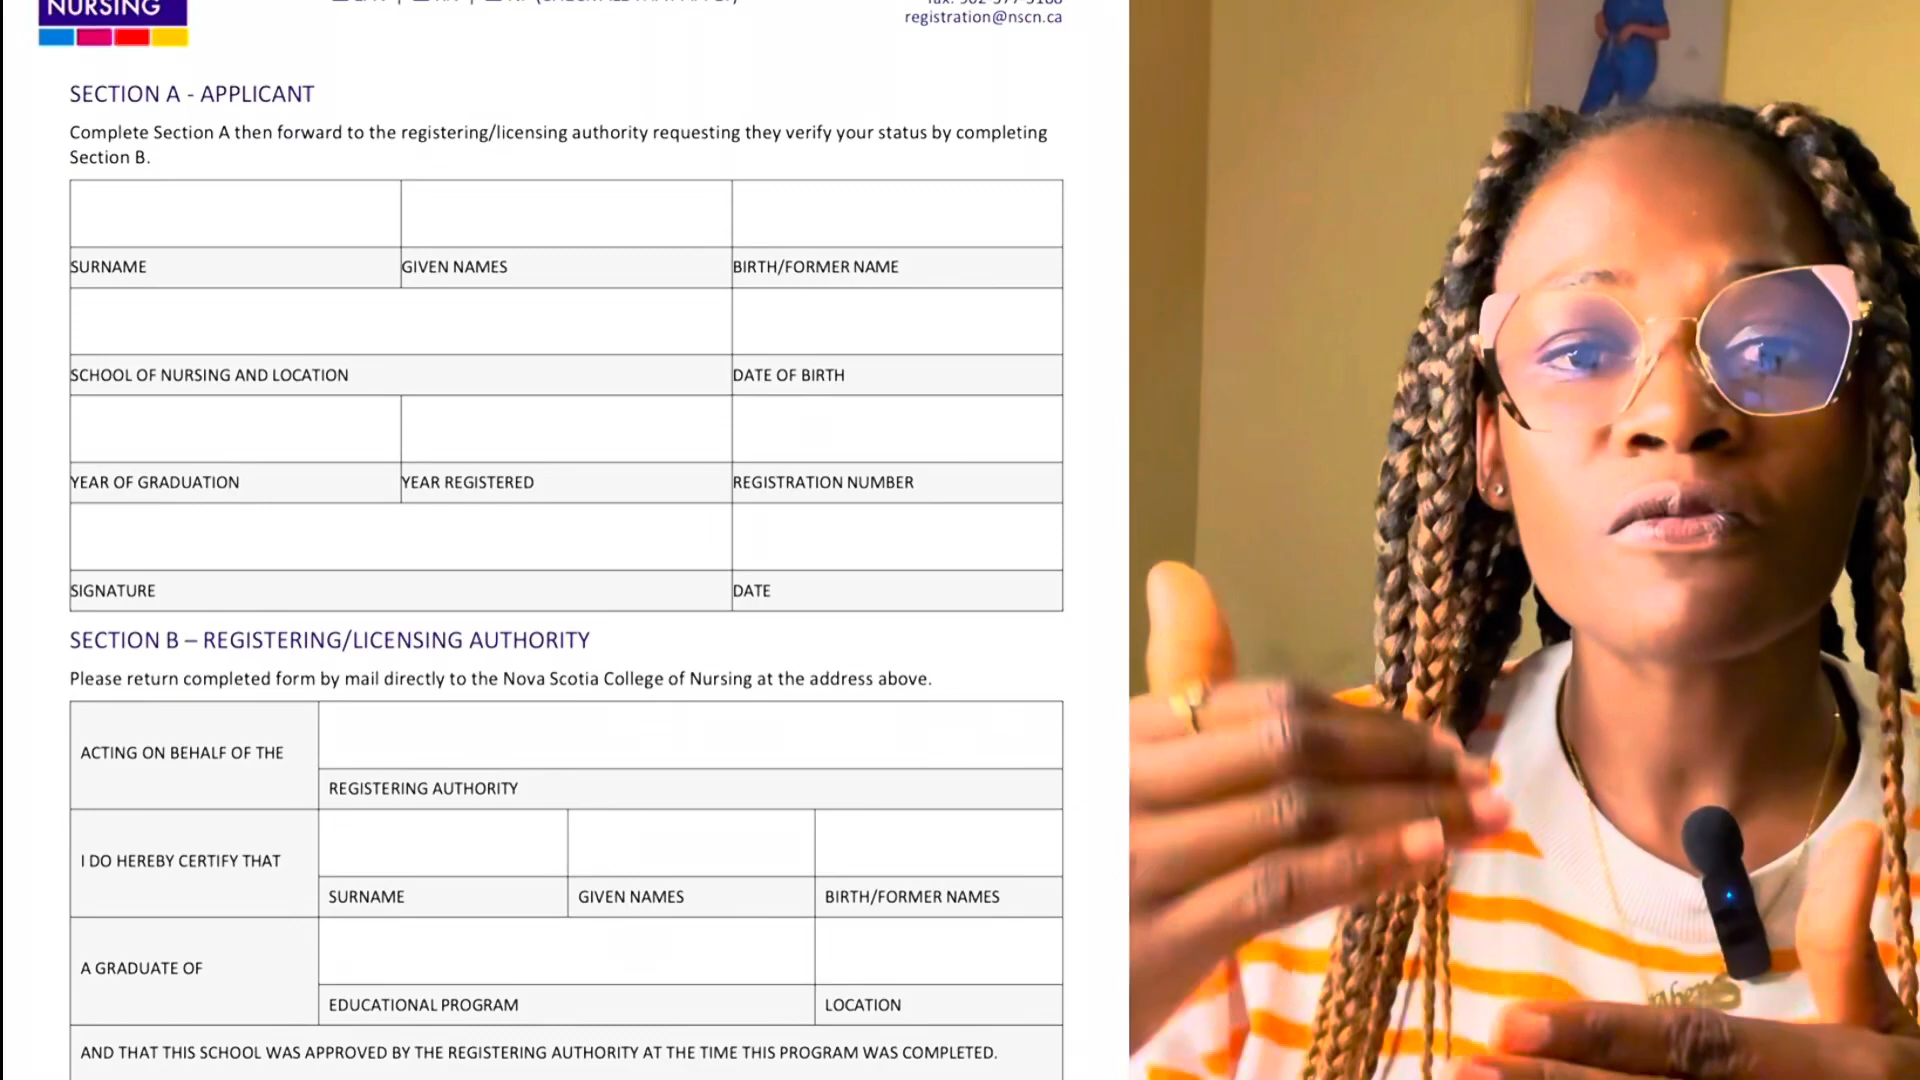 NURSING
registration@nscn.ca
SECTION A - APPLICANT
Complete Section A then forward to the registering/licensing authority requesting they verify your status by completing
Section B.
SURNAME
GIVEN NAMES
BIRTH/FORMER NAME
SCHOOL OF NURSING AND LOCATION
DATE OF BIRTH
YEAR OF GRADUATION
YEAR REGISTERED
REGISTRATION NUMBER
SIGNATURE
DATE
SECTION B – REGISTERING/LICENSING AUTHORITY
Please return completed form by mail directly to the Nova Scotia College of Nursing at the address above.
ACTING ON BEHALF OF THE
REGISTERING AUTHORITY
I DO HEREBY CERTIFY THAT
SURNAME
GIVEN NAMES
BIRTH/FORMER NAMES
A GRADUATE OF
EDUCATIONAL PROGRAM
LOCATION
AND THAT THIS SCHOOL WAS APPROVED BY THE REGISTERING AUTHORITY AT THE TIME THIS PROGRAM WAS COMPLETED.